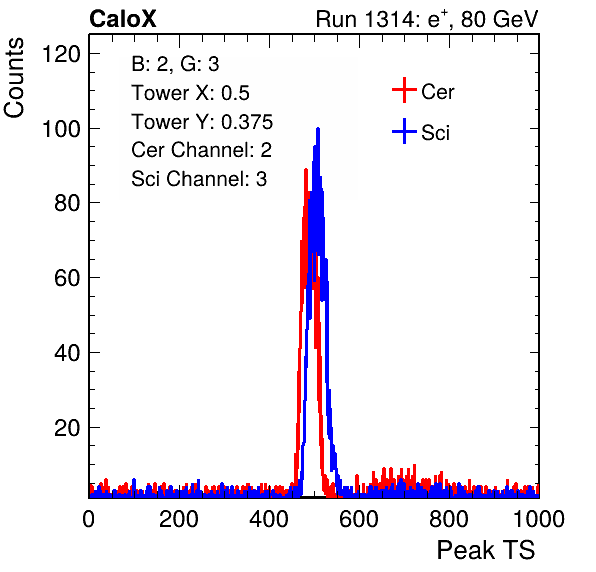 CaloX Run 1314: e⁺, 80 GeV
Counts
120
100
80
60
40
20
B: 2, G: 3
Tower X: 0.5
Tower Y: 0.375
Cer Channel: 2
Sci Channel: 3
Cer
Sci
0 200 400 600 800 1000
Peak TS